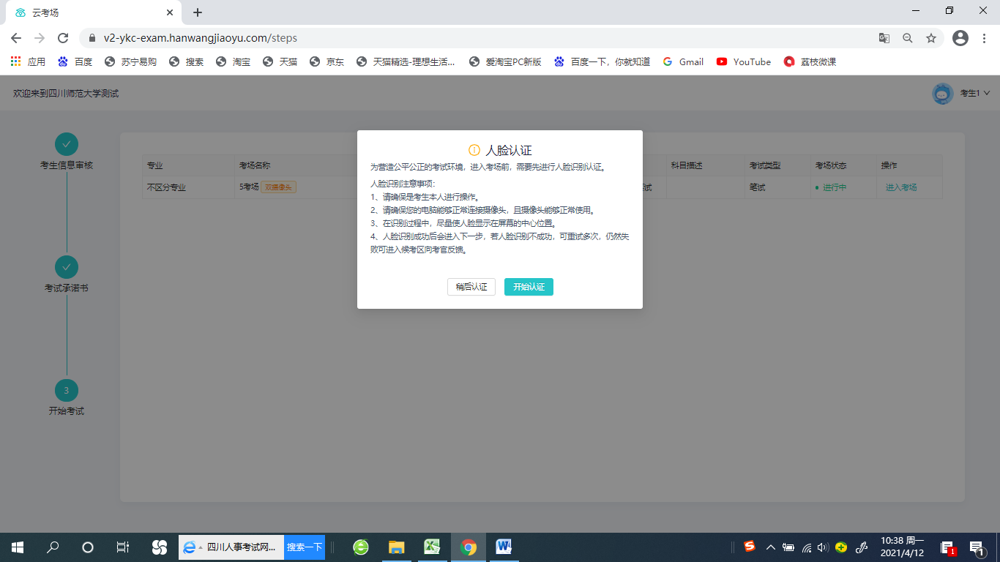 云考场
v2-ykc-exam.hanwangjiaoyu.com/steps
应用 百度 苏宁易购 搜索 淘宝 天猫 京东 天猫精选-理想生活... 爱淘宝PC新版 百度一下，你就知道 Gmail YouTube 荔枝微课
欢迎来到四川师范大学测试 考生1
考生信息审核
考试承诺书
3
开始考试
专业 考场名称 科目描述 考试类型 考场状态 操作
不区分专业 5考场 双摄像头 试 笔试 进行中 进入考场
人脸认证
为营造公平公正的考试环境，进入考场前，需要先进行人脸识别认证。
人脸识别注意事项：
1、请确保是考生本人进行操作。
2、请确保您的电脑能够正常连接摄像头，且摄像头能够正常使用。
3、在识别过程中，尽量使人脸显示在屏幕的中心位置。
4、人脸识别成功后会进入下一步，若人脸识别不成功，可重试多次，仍然失
败可进入候考区向考官反馈。
稍后认证 开始认证
四川人事考试网... 搜索一下
10:38 周一
2021/4/12
1
1